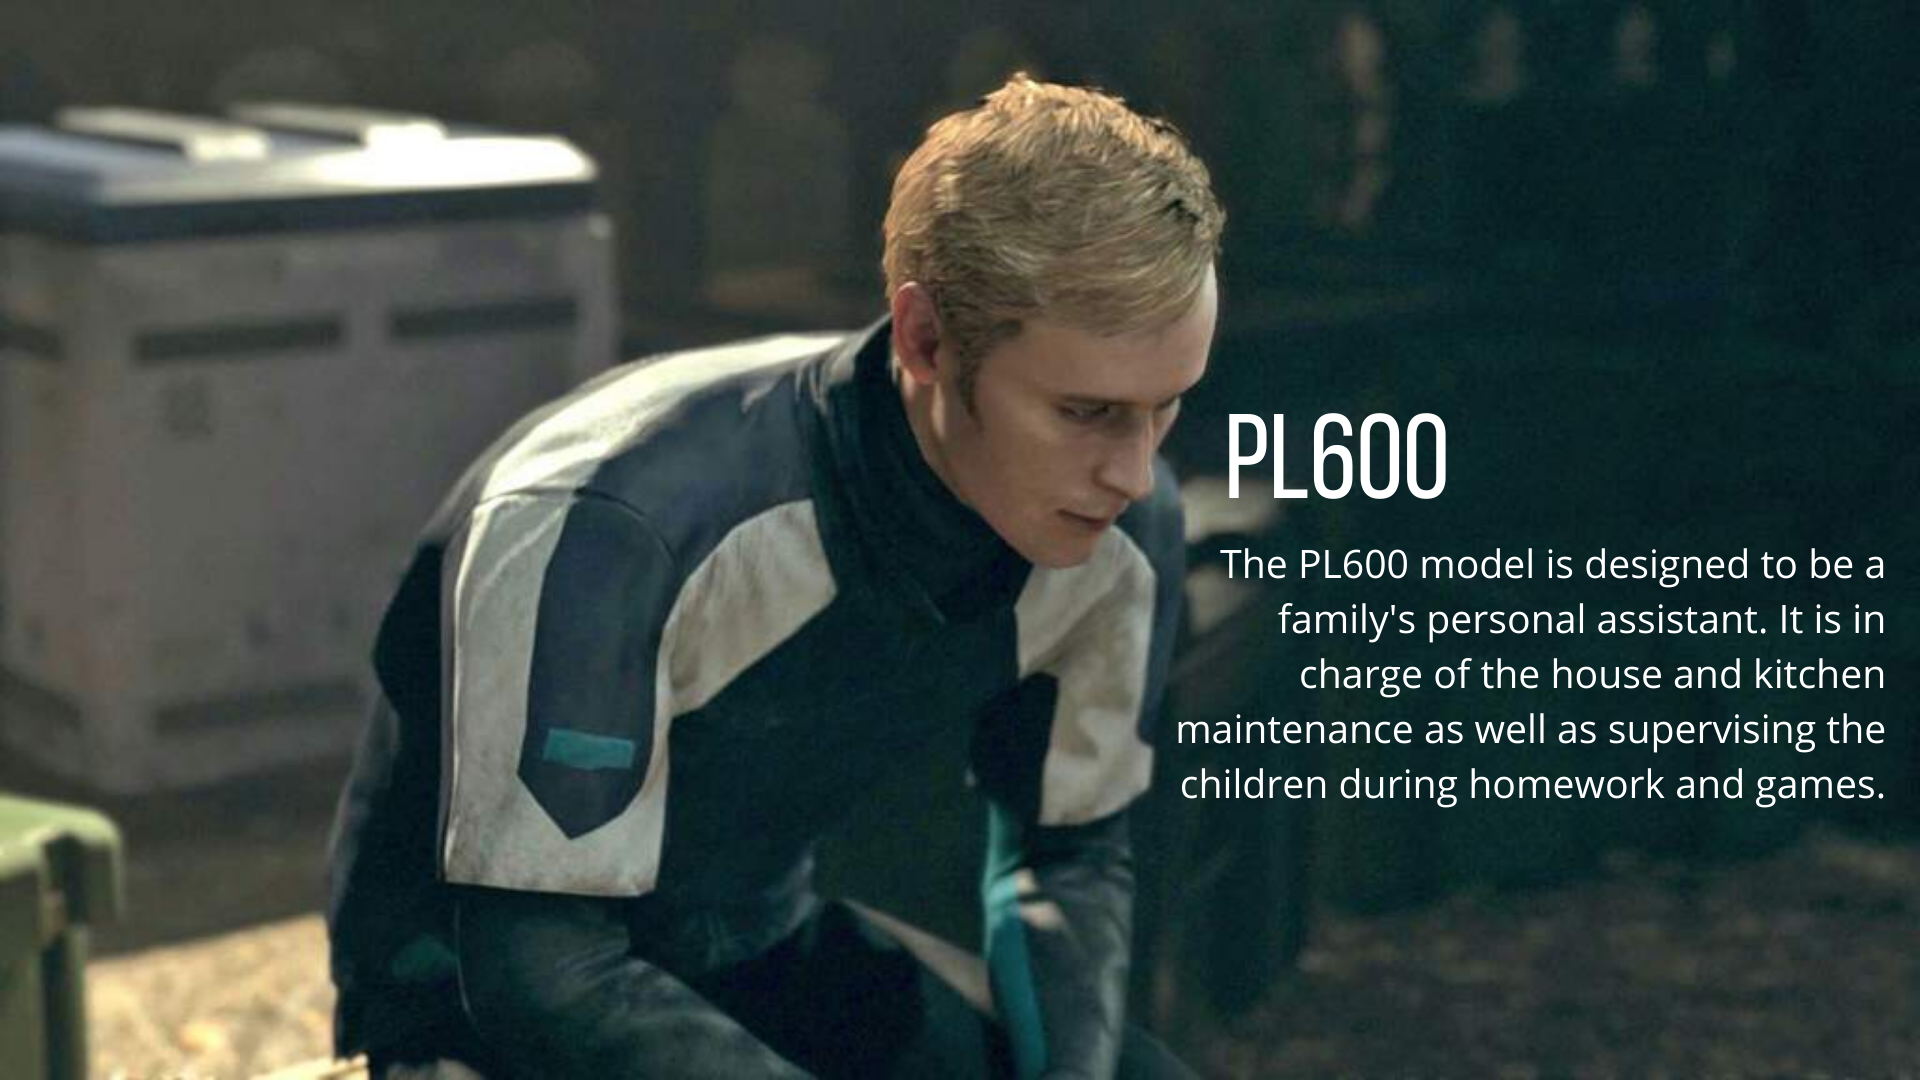 PL600
The PL600 model is designed to be a
family's personal assistant. It is in
charge of the house and kitchen
maintenance as well as supervising the
children during homework and games.